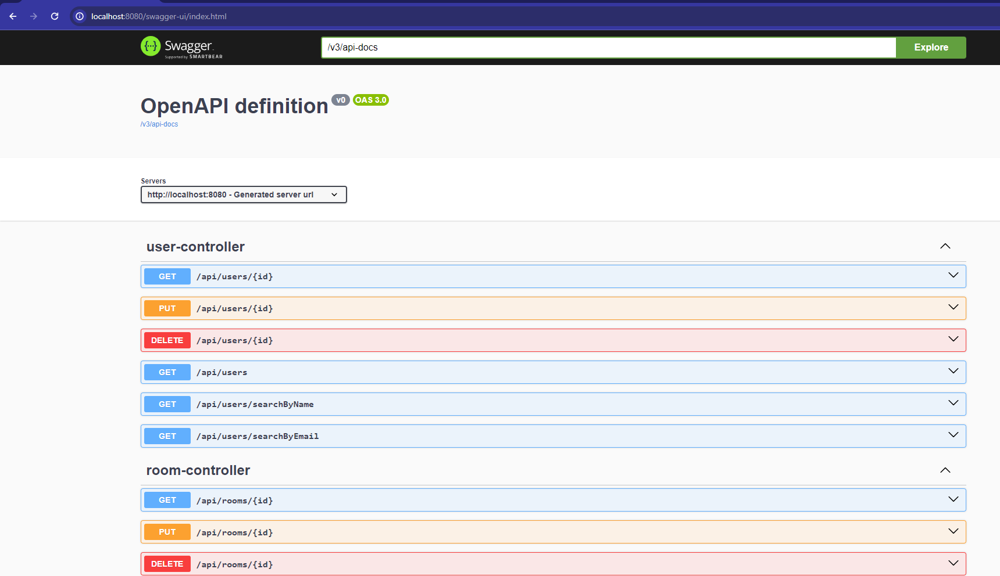 localhost:8080/swagger-ui/index.html
Swagger.
Supported by SMARTBEAR
/v3/api-docs
Explore
OpenAPI definition v0 OAS 3.0
/v3/api-docs
Servers
http://localhost:8080 - Generated server url
user-controller
GET /api/users/{id}
PUT /api/users/{id}
DELETE /api/users/{id}
GET /api/users
GET /api/users/searchByName
GET /api/users/searchByEmail
room-controller
GET /api/rooms/{id}
PUT /api/rooms/{id}
DELETE /api/rooms/{id}